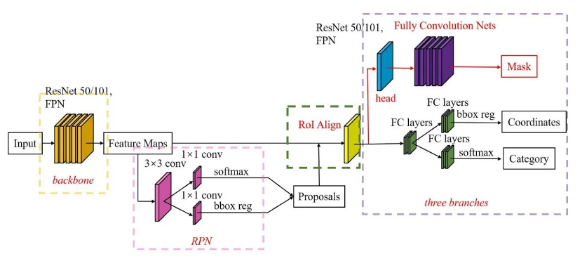 ResNet 50/101,
FPN
Fully Convolution Nets
Mask
head
ResNet 50/101,
FPN
Input
backbone
Feature Maps
RoI Align
FC layers
FC layers
bbox reg
Coordinates
FC layers
softmax
Category
three branches
3×3 conv
1×1 conv
softmax
1×1 conv
bbox reg
Proposals
RPN